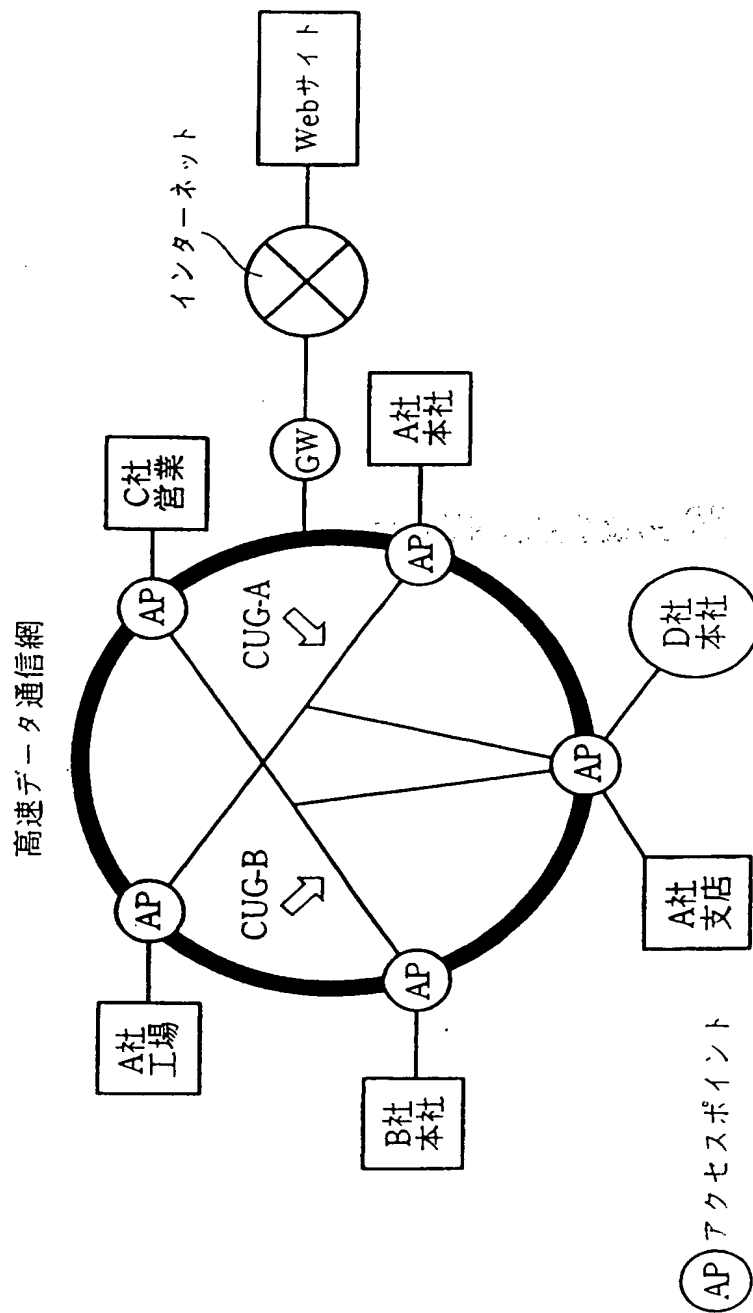 高速データ通信網
インターネット
Webサイト
GW
C社
営業
AP
A社
工場
AP
CUG-A
CUG-B
AP
A社
本社
AP
B社
本社
AP
A社
支店
D社
本社
AP アクセスポイント